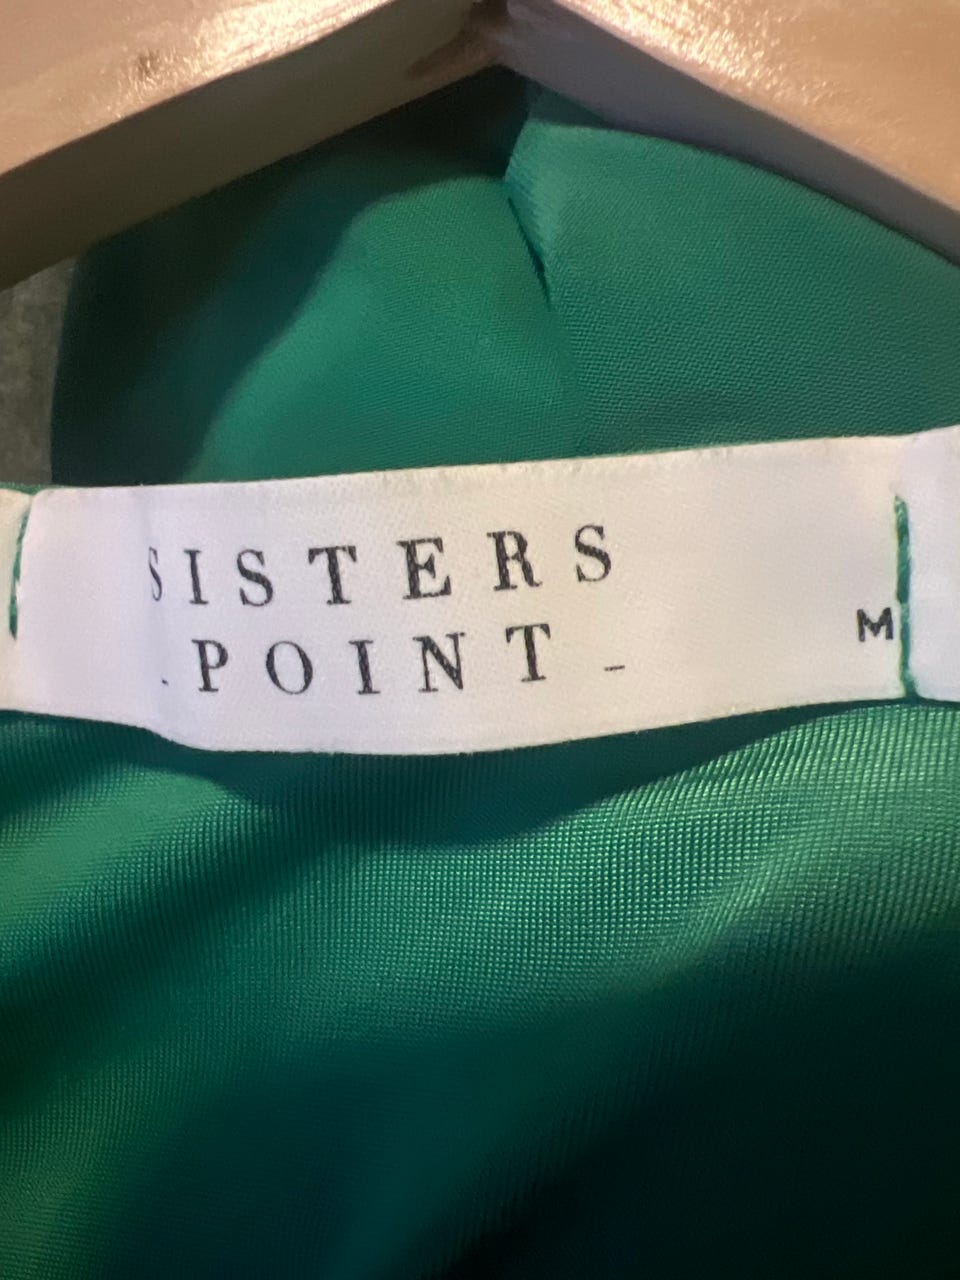 SISTERS
- POINT -
M